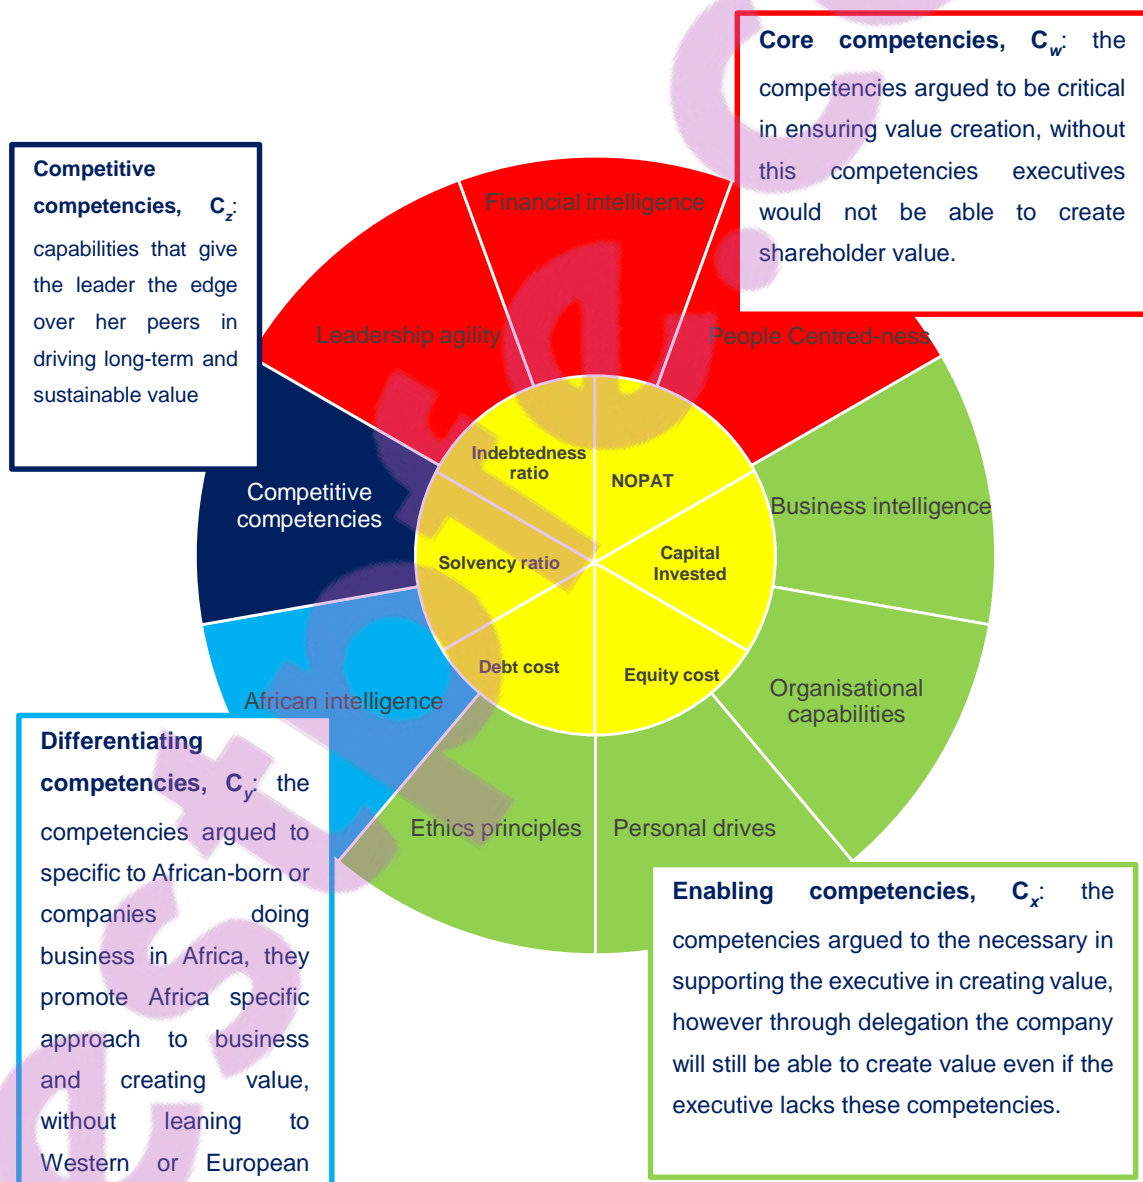 Core competencies, Cw: the
competencies argued to be critical
in ensuring value creation, without
this competencies executives
would not be able to create
shareholder value.
Competitive
competencies, Cz:
capabilities that give
the leader the edge
over her peers in
driving long-term and
sustainable value
Financial intelligence
Leadership agility
People Centred-ness
Competitive
competencies
Business intelligence
Organisational
capabilities
African intelligence
Ethics principles
Personal drives
Indebtedness
ratio
NOPAT
Solvency ratio
Capital
Invested
Debt cost
Equity cost
Differentiating
competencies, Cy: the
competencies argued to
specific to African-born or
companies doing
business in Africa, they
promote Africa specific
approach to business
and creating value,
without leaning to
Western or European
Enabling competencies, Cx: the
competencies argued to the necessary in
supporting the executive in creating value,
however through delegation the company
will still be able to create value even if the
executive lacks these competencies.